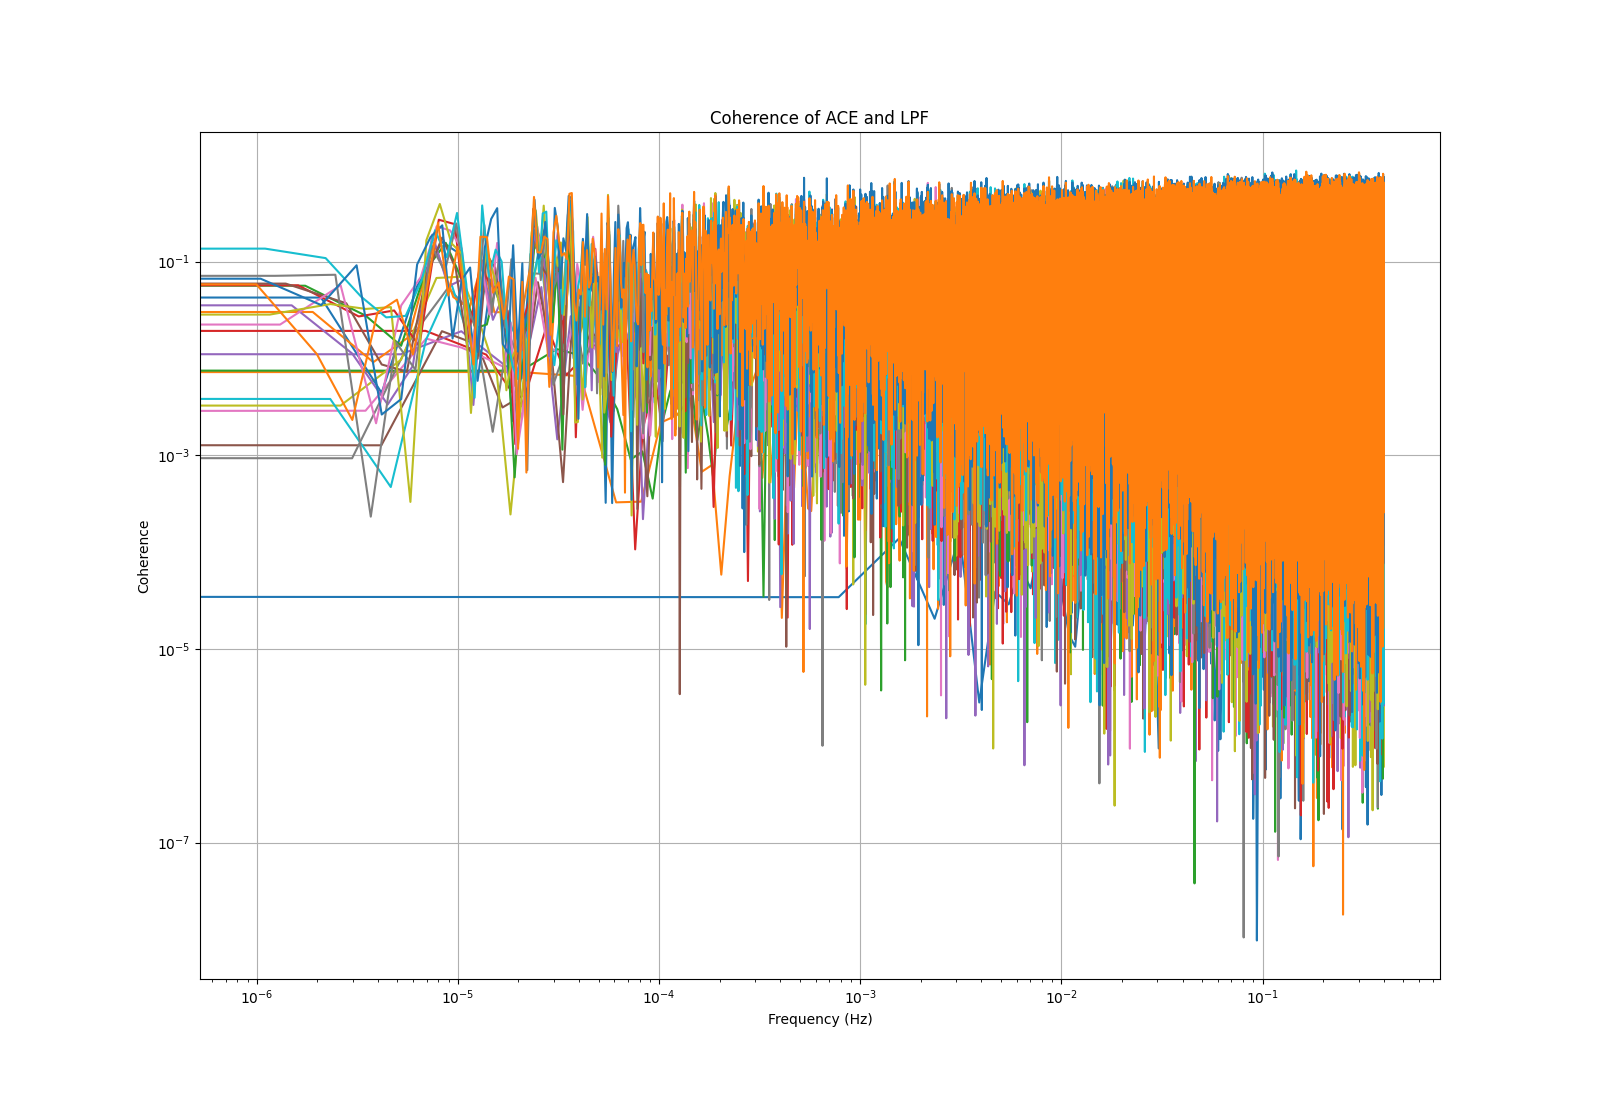 Coherence of ACE and LPF
Coherence
10⁻¹
10⁻³
10⁻⁵
10⁻⁷
10⁻⁶ 10⁻⁵ 10⁻⁴ 10⁻³ 10⁻² 10⁻¹
Frequency (Hz)